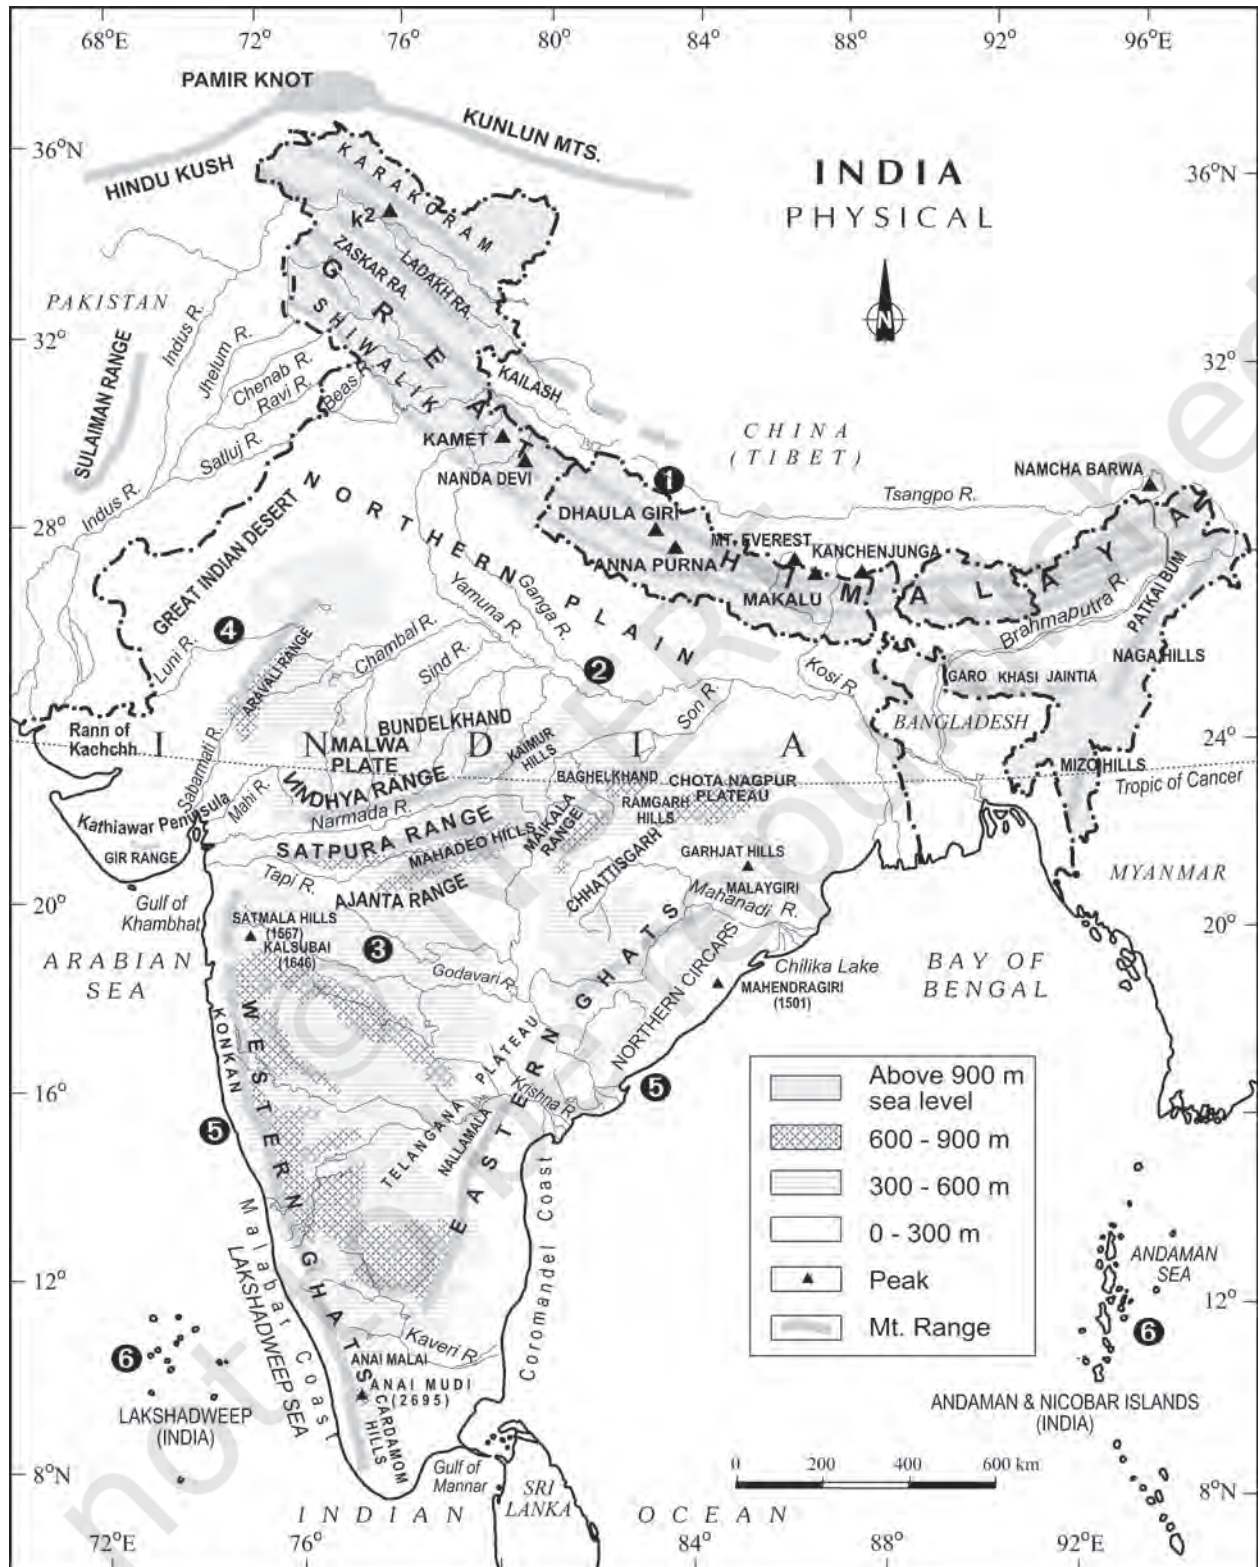 68°E 72° 76° 80° 84° 88° 92° 96°E
PAMIR KNOT
KUNLUN MTS.
HINDU KUSH
36°N
36°N
INDIA
PHYSICAL
N
KARAKORAM
k²
LADAKH RA.
ZASKAR RA.
GREAT HIMALAYA
SHIWALIK
PAKISTAN
Indus R.
Jhelum R.
Chenab R.
Ravi R.
Beas
Satluj R.
Indus R.
32°
32°
SULAIMAN RANGE
KAILASH
KAMET
NANDA DEVI
CHINA
(TIBET)
1
NAMCHA BARWA
Tsangpo R.
DHAULA GIRI
ANNA PURNA
MT. EVEREST
KANCHENJUNGA
MAKALU
28°
28°
NORTHERN PLAIN
GREAT INDIAN DESERT
Yamuna R.
Ganga R.
Brahmaputra R.
PATKAI BUM
NAGA HILLS
4
Luni R.
ARAVALI RANGE
Chambal R.
Sind R.
2
Kosi R.
Son R.
GARO KHASI JAINTIA
BANGLADESH
BUNDELKHAND
Rann of
Kachchh
INDIA
24°
24°
MALWA
PLATE
KAIMUR
HILLS
MIZO HILLS
Tropic of Cancer
Sabarmati R.
Mahi R.
VINDHYA RANGE
BAGHELKHAND
CHOTA NAGPUR
PLATEAU
RAMGARH
HILLS
Kathiawar Peninsula
GIR RANGE
Narmada R.
SATPURA RANGE
MAHADEO HILLS
MAIKALA
RANGE
CHHATTISGARH
GARHJAT HILLS
MALAYGIRI
Mahanadi R.
MYANMAR
Tapi R.
AJANTA RANGE
20°
20°
Gulf of
Khambhat
SATMALA HILLS
(1567)
KALSUBAI
(1646)
3
Godavari R.
ARABIAN
SEA
Chilika Lake
MAHENDRAGIRI
(1501)
BAY OF
BENGAL
NORTHERN CIRCARS
EASTERN GHATS
WESTERN GHATS
KONKAN
TELANGANA PLATEAU
NALLAMALA
Krishna R.
16°
16°
5
5
Above 900 m
sea level
600 - 900 m
300 - 600 m
0 - 300 m
Peak
Mt. Range
Malabar Coast
LAKSHADWEEP SEA
Coromandel Coast
ANDAMAN
SEA
12°
12°
6
6
Kaveri R.
ANAI MALAI
ANAI MUDI
(2695)
CARDAMOM
HILLS
LAKSHADWEEP
(INDIA)
ANDAMAN & NICOBAR ISLANDS
(INDIA)
8°N
8°N
Gulf of
Mannar
SRI
LANKA
0 200 400 600 km
INDIAN OCEAN
72°E 76° 84° 88° 92°E
© NCERT
not to be republished